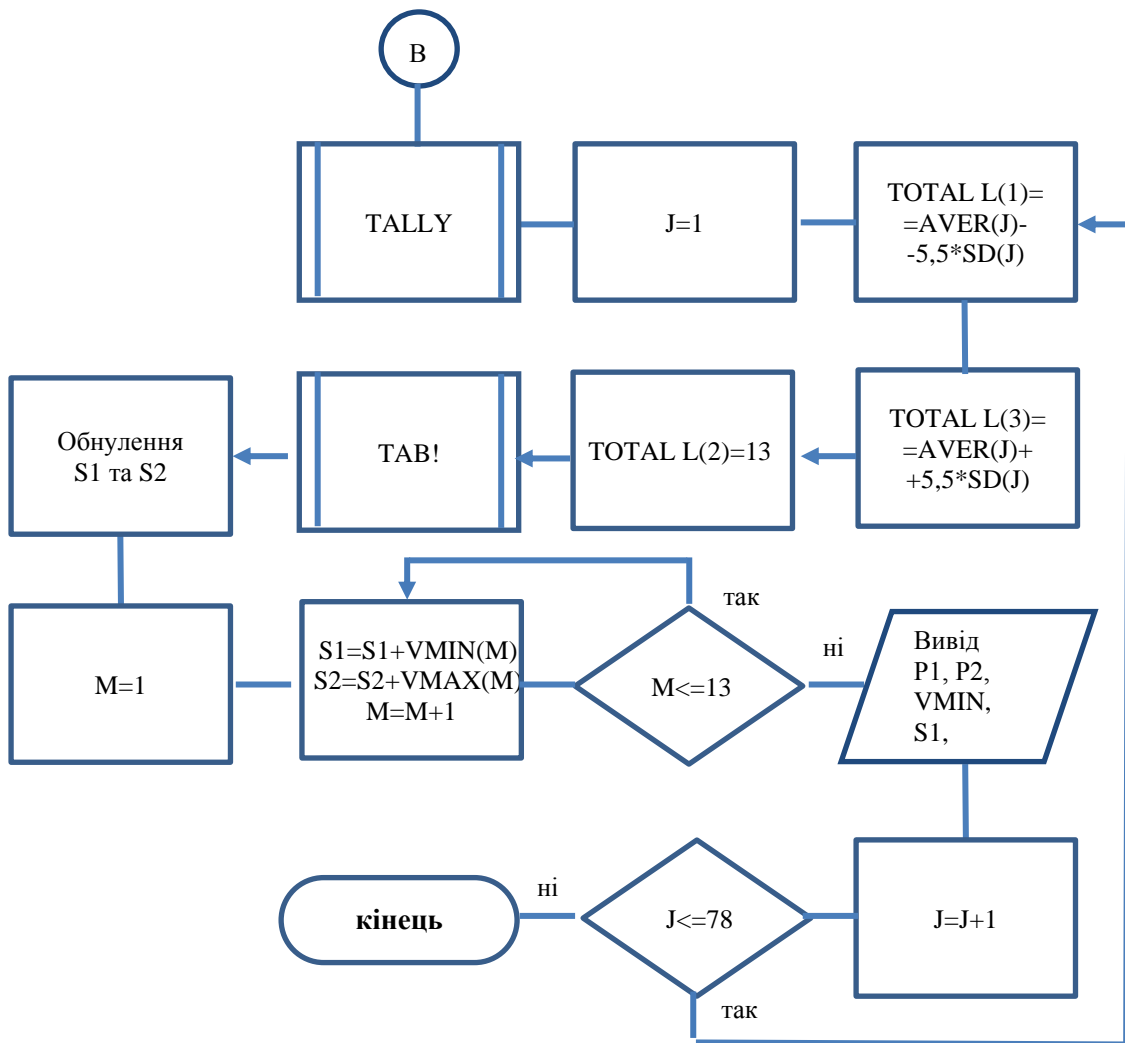 В
TALLY
J=1
TOTAL L(1)=
=AVER(J)-
-5,5*SD(J)
Обнулення
S1 та S2
TAB!
TOTAL L(2)=13
TOTAL L(3)=
=AVER(J)+
+5,5*SD(J)
M=1
S1=S1+VMIN(M)
S2=S2+VMAX(M)
M=M+1
так
M<=13
ні
Вивід
P1, P2,
VMIN,
S1,
кінець
ні
J<=78
J=J+1
так